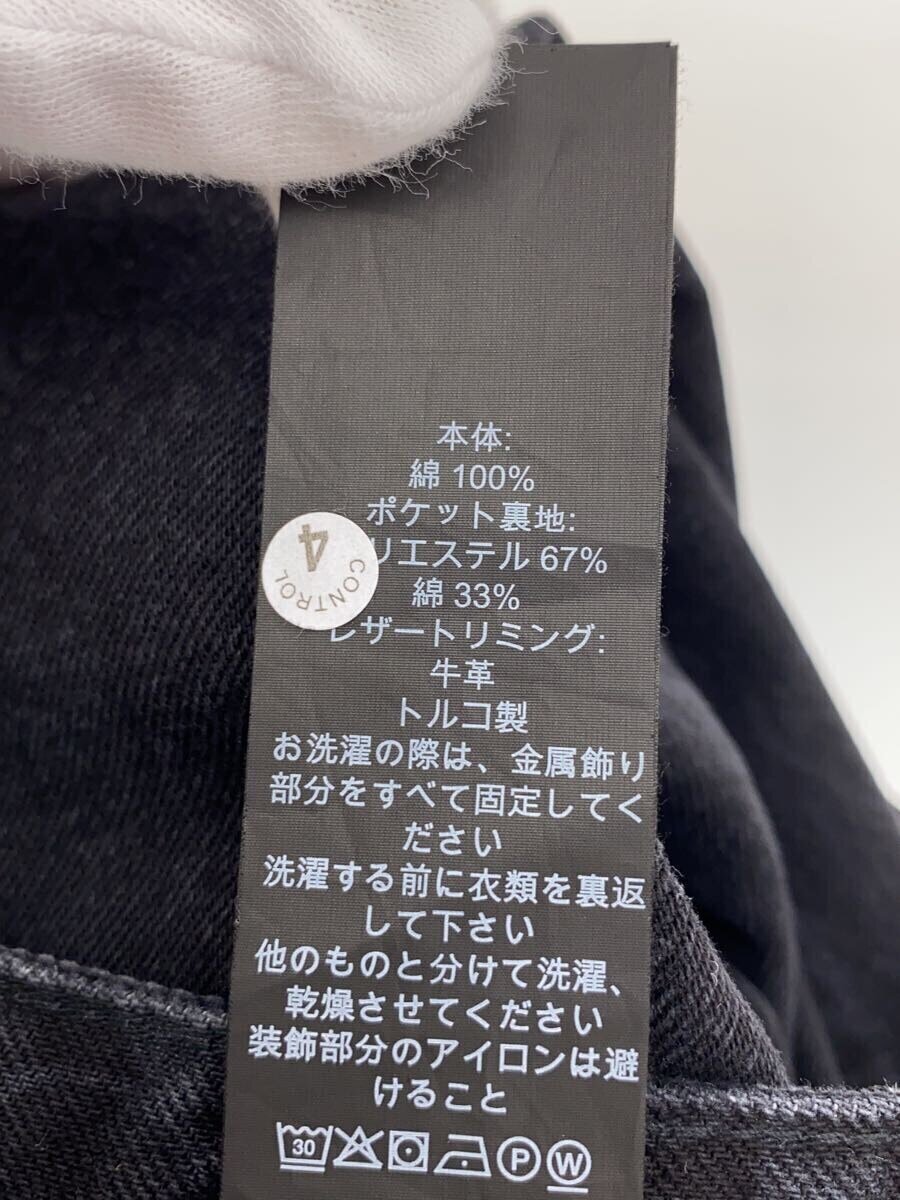 本体:
綿 100%
ポケット裏地:
リエステル 67%
綿 33%
レザートリミング:
牛革
トルコ製
お洗濯の際は、金属飾り
部分をすべて固定してく
ださい
洗濯する前に衣類を裏返
して下さい
他のものと分けて洗濯、
乾燥させてください
装飾部分のアイロンは避
けること
30 P W
4
CONTROL